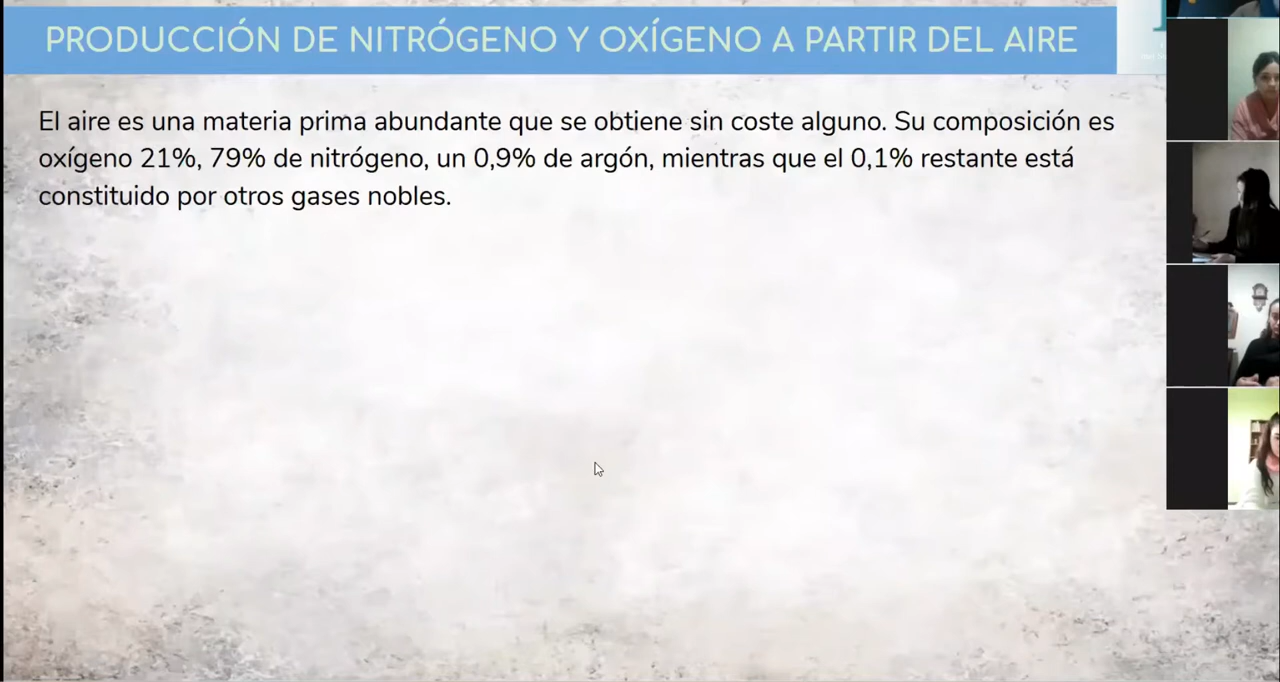 PRODUCCIÓN DE NITRÓGENO Y OXÍGENO A PARTIR DEL AIRE
El aire es una materia prima abundante que se obtiene sin coste alguno. Su composición es
oxígeno 21%, 79% de nitrógeno, un 0,9% de argón, mientras que el 0,1% restante está
constituido por otros gases nobles.